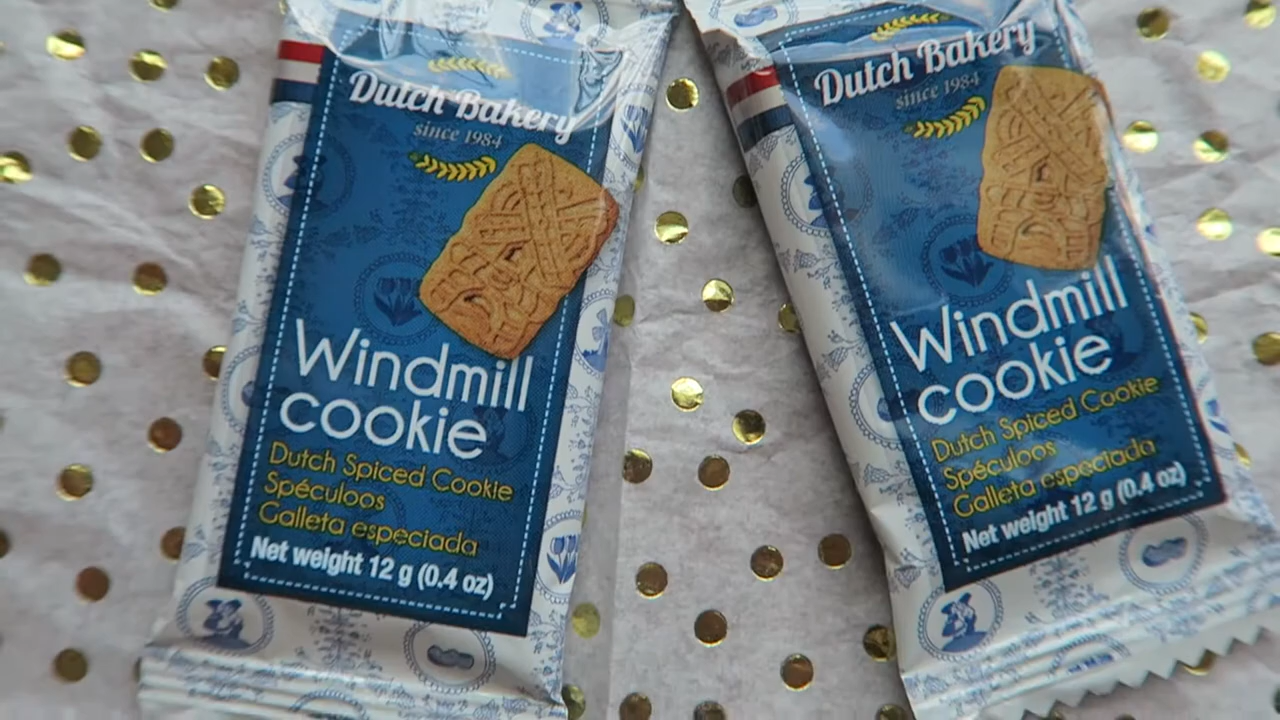 Dutch Bakery
since 1984
Windmill
cookie
Dutch Spiced Cookie
Spéculoos
Galleta especiada
Net weight 12 g (0.4 oz)
Dutch Bakery
since 1984
Windmill
cookie
Dutch Spiced Cookie
Spéculoos
Galleta especiada
Net weight 12 g (0.4 oz)